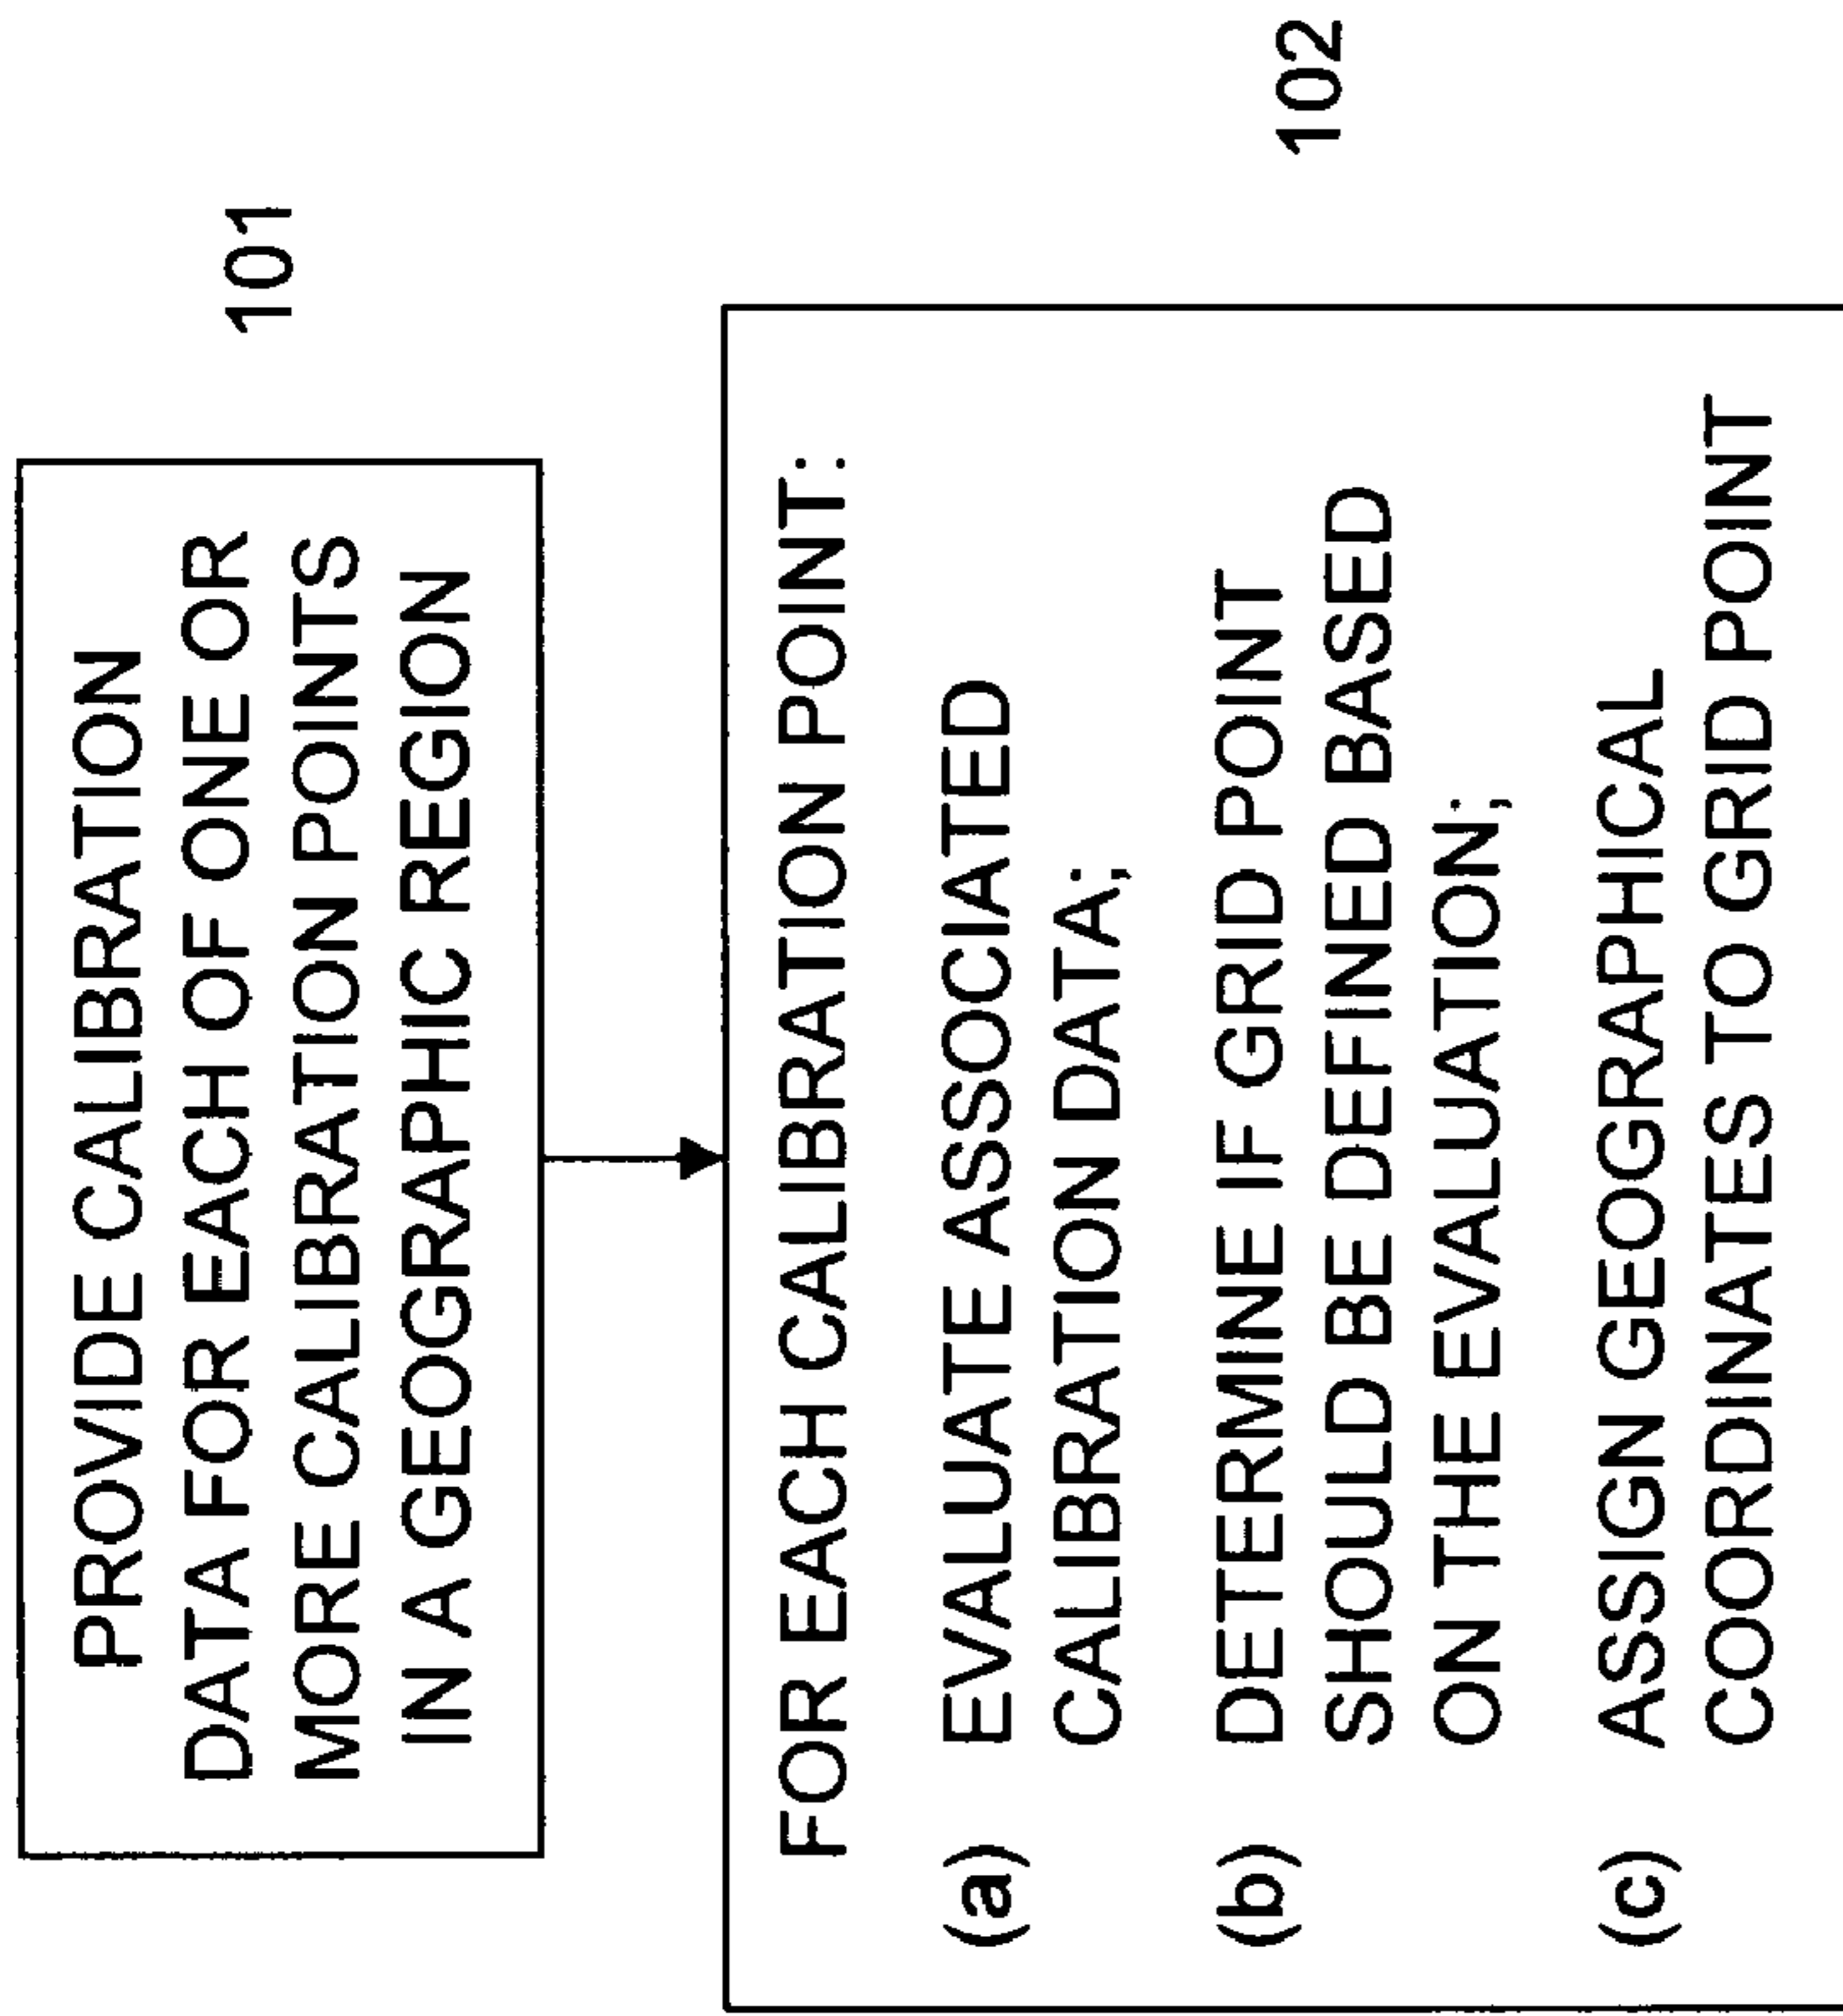 PROVIDE CALIBRATION
DATA FOR EACH OF ONE OR
MORE CALIBRATION POINTS
IN A GEOGRAPHIC REGION
101
FOR EACH CALIBRATION POINT:
(a) EVALUATE ASSOCIATED
CALIBRATION DATA;
(b) DETERMINE IF GRID POINT
SHOULD BE DEFINED BASED
ON THE EVALUATION;
(c) ASSIGN GEOGRAPHICAL
COORDINATES TO GRID POINT
102